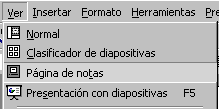 Ver Insertar Formato Herramientas
Normal
Clasificador de diapositivas
Página de notas
Presentación con diapositivas F5